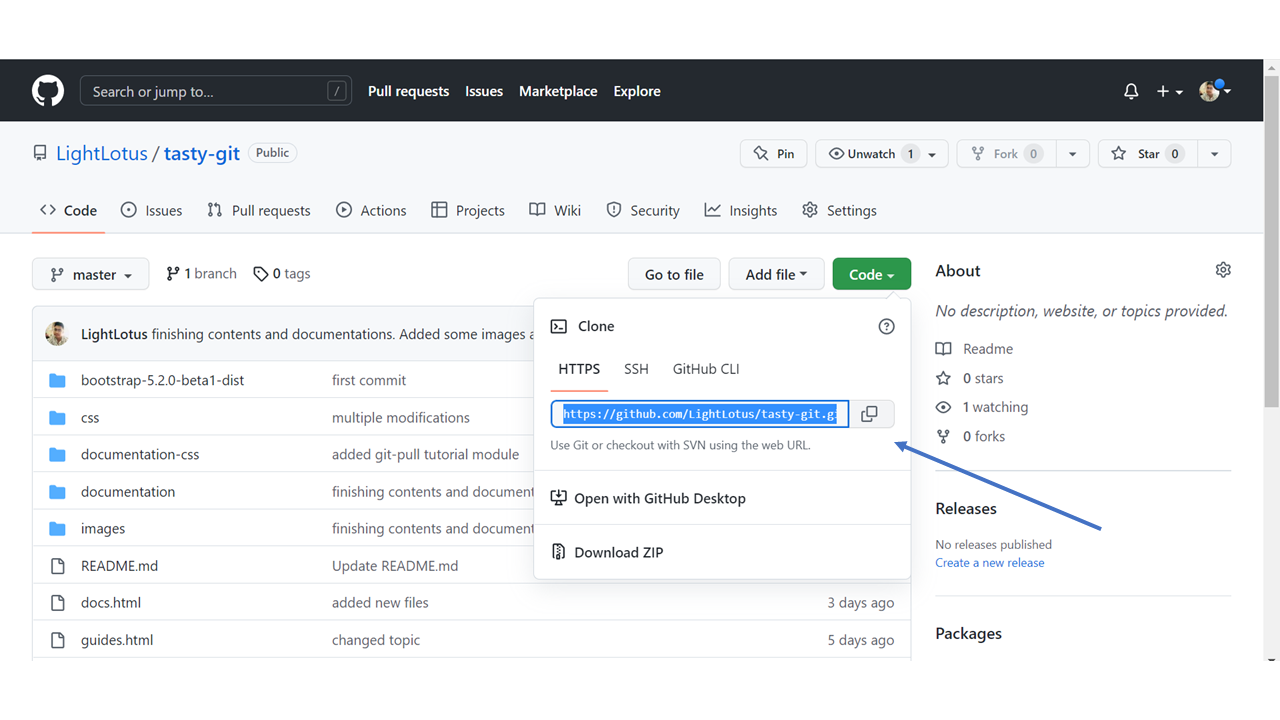 Search or jump to... /
Pull requests Issues Marketplace Explore
LightLotus / tasty-git Public
Pin Unwatch 1 Fork 0 Star 0
Code Issues Pull requests Actions Projects Wiki Security Insights Settings
master 1 branch 0 tags Go to file Add file Code
LightLotus finishing contents and documentations. Added some images
bootstrap-5.2.0-beta1-dist first commit
css multiple modifications
documentation-css added git-pull tutorial module
documentation finishing contents and document
images finishing contents and document
README.md Update README.md
docs.html added new files 3 days ago
guides.html changed topic 5 days ago
Clone
HTTPS SSH GitHub CLI
https://github.com/LightLotus/tasty-git.g
Use Git or checkout with SVN using the web URL.
Open with GitHub Desktop
Download ZIP
About
No description, website, or topics provided.
Readme
0 stars
1 watching
0 forks
Releases
No releases published
Create a new release
Packages